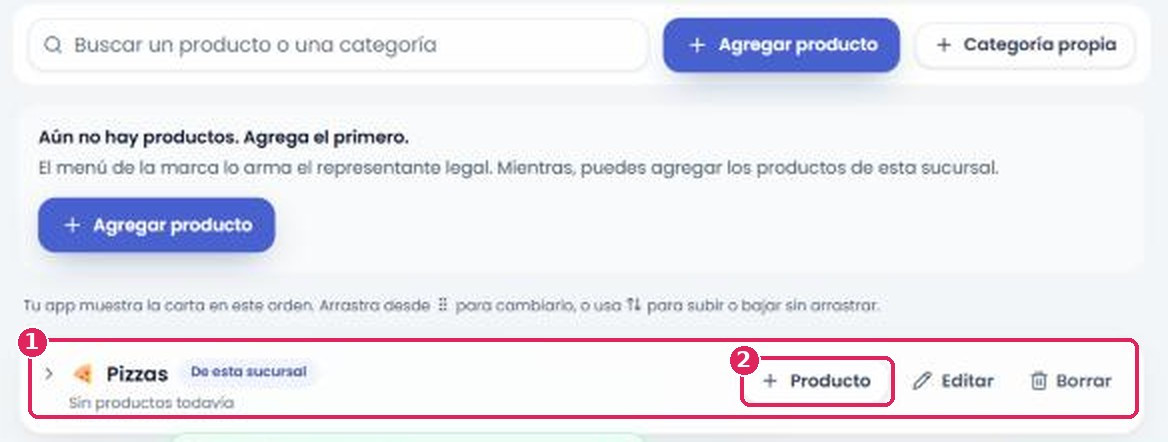 Buscar un producto o una categoría
+ Agregar producto
+ Categoría propia
Aún no hay productos. Agrega el primero.
El menú de la marca lo arma el representante legal. Mientras, puedes agregar los productos de esta sucursal.
+ Agregar producto
Tu app muestra la carta en este orden. Arrastra desde ⠿ para cambiarlo, o usa ↑↓ para subir o bajar sin arrastrar.
1
Pizzas
De esta sucursal
Sin productos todavía
2
+ Producto
Editar
Borrar